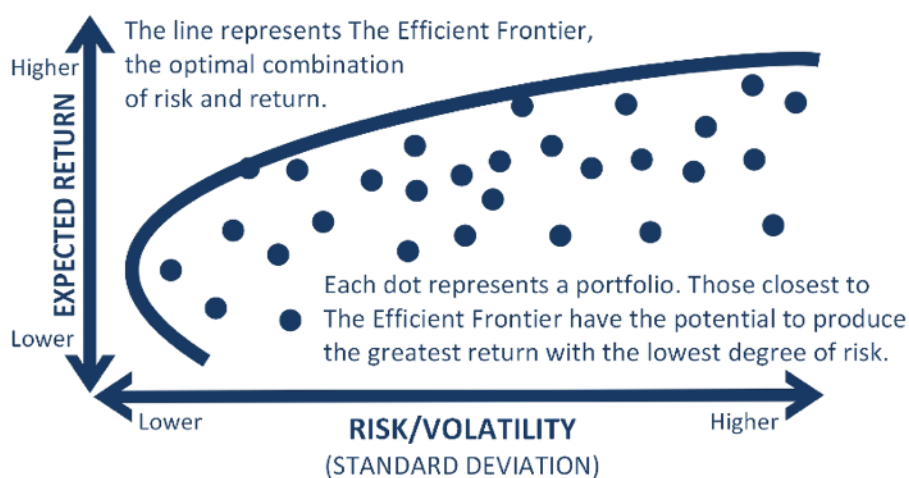 The line represents The Efficient Frontier,
the optimal combination
of risk and return.
Higher
EXPECTED RETURN
Lower
Each dot represents a portfolio. Those closest to
The Efficient Frontier have the potential to produce
the greatest return with the lowest degree of risk.
Lower
Higher
RISK/VOLATILITY
(STANDARD DEVIATION)